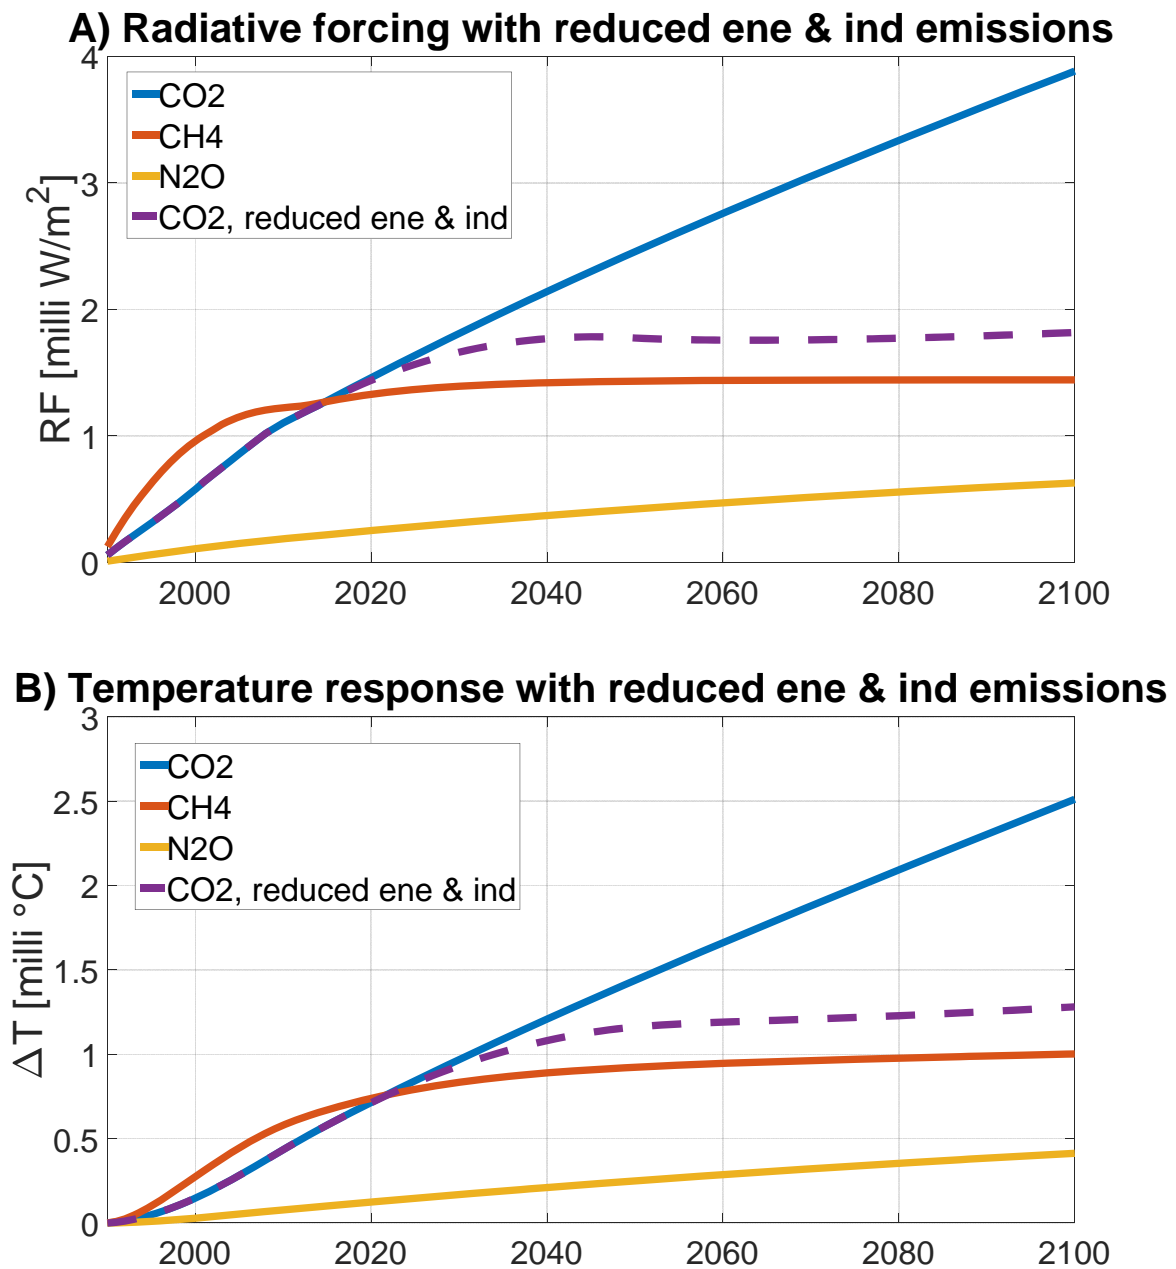 A) Radiative forcing with reduced ene & ind emissions
4
3
2
1
0
RF [milli W/m²]
CO2
CH4
N2O
CO2, reduced ene & ind
2000 2020 2040 2060 2080 2100
B) Temperature response with reduced ene & ind emissions
3
2.5
2
1.5
1
0.5
0
ΔT [milli °C]
CO2
CH4
N2O
CO2, reduced ene & ind
2000 2020 2040 2060 2080 2100